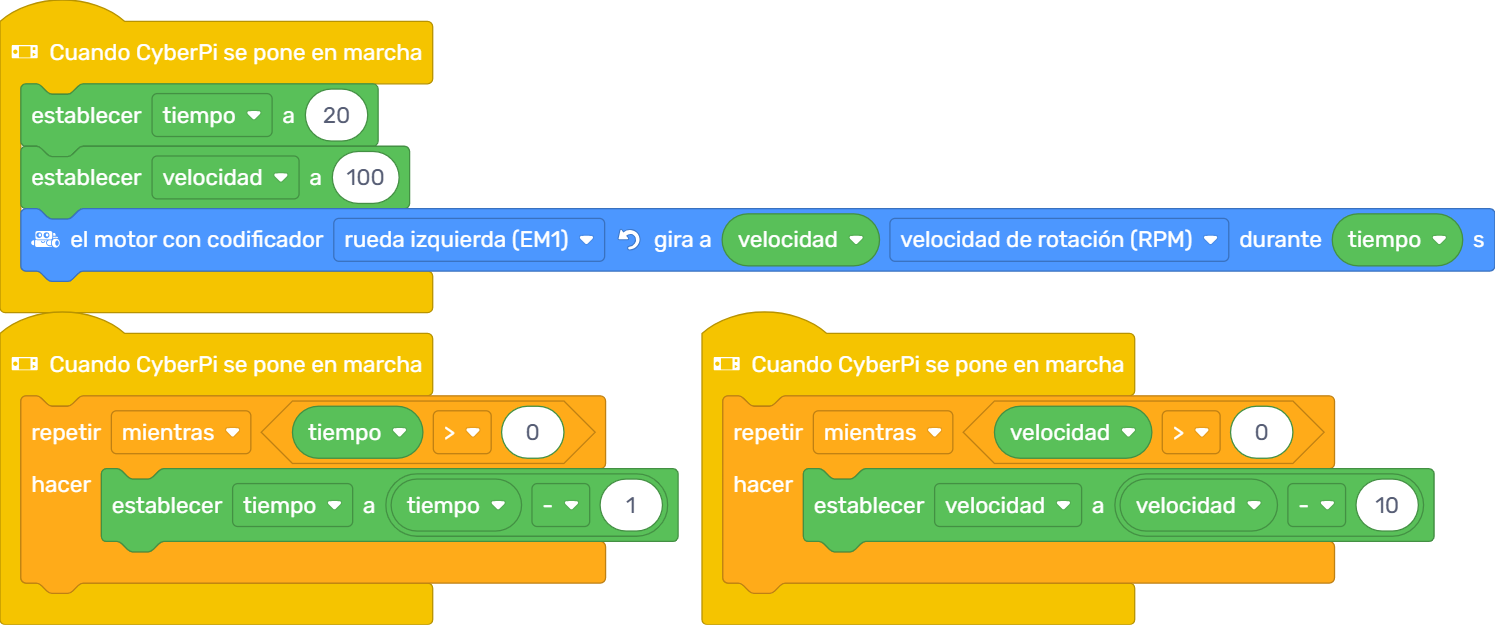 Cuando CyberPi se pone en marcha
establecer tiempo a 20
establecer velocidad a 100
el motor con codificador rueda izquierda (EM1) gira a velocidad velocidad de rotación (RPM) durante tiempo s
Cuando CyberPi se pone en marcha
repetir mientras tiempo > 0
hacer
establecer tiempo a tiempo - 1
Cuando CyberPi se pone en marcha
repetir mientras velocidad > 0
hacer
establecer velocidad a velocidad - 10